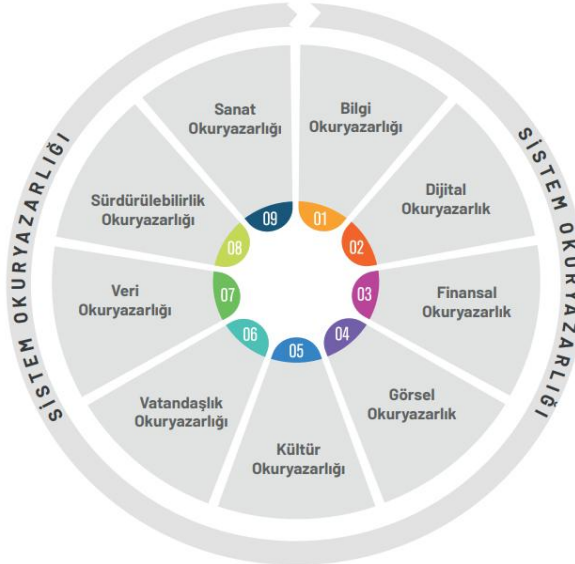 SİSTEM OKURYAZARLIĞI
SİSTEM OKURYAZARLIĞI
Bilgi
Okuryazarlığı
01
Dijital
Okuryazarlık
02
Finansal
Okuryazarlık
03
Görsel
Okuryazarlık
04
Kültür
Okuryazarlığı
05
Vatandaşlık
Okuryazarlığı
06
Veri
Okuryazarlığı
07
Sürdürülebilirlik
Okuryazarlığı
08
Sanat
Okuryazarlığı
09